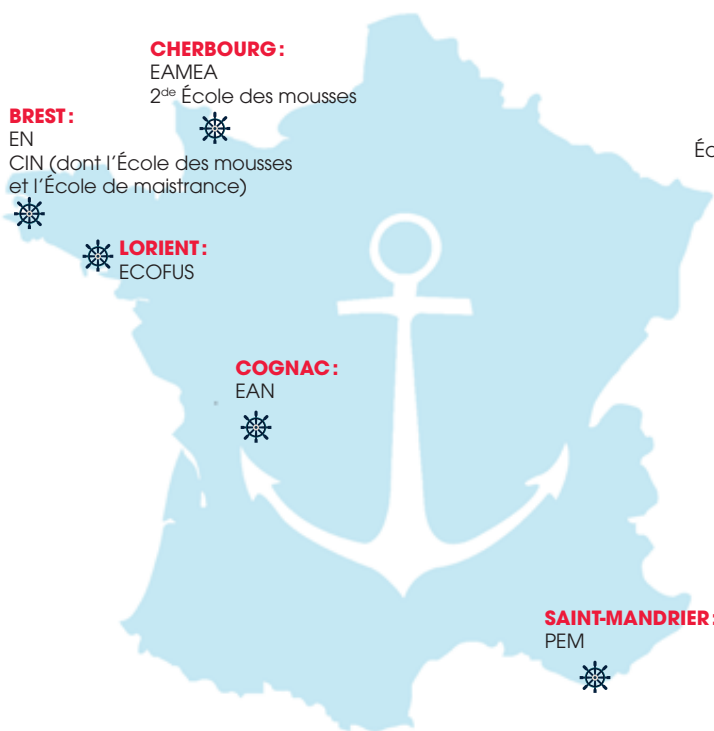 CHERBOURG :
EAMEA
2de École des mousses
BREST :
EN
CIN (dont l'École des mousses
et l'École de maistrance)
LORIENT :
ECOFUS
COGNAC :
EAN
SAINT-MANDRIER :
PEM